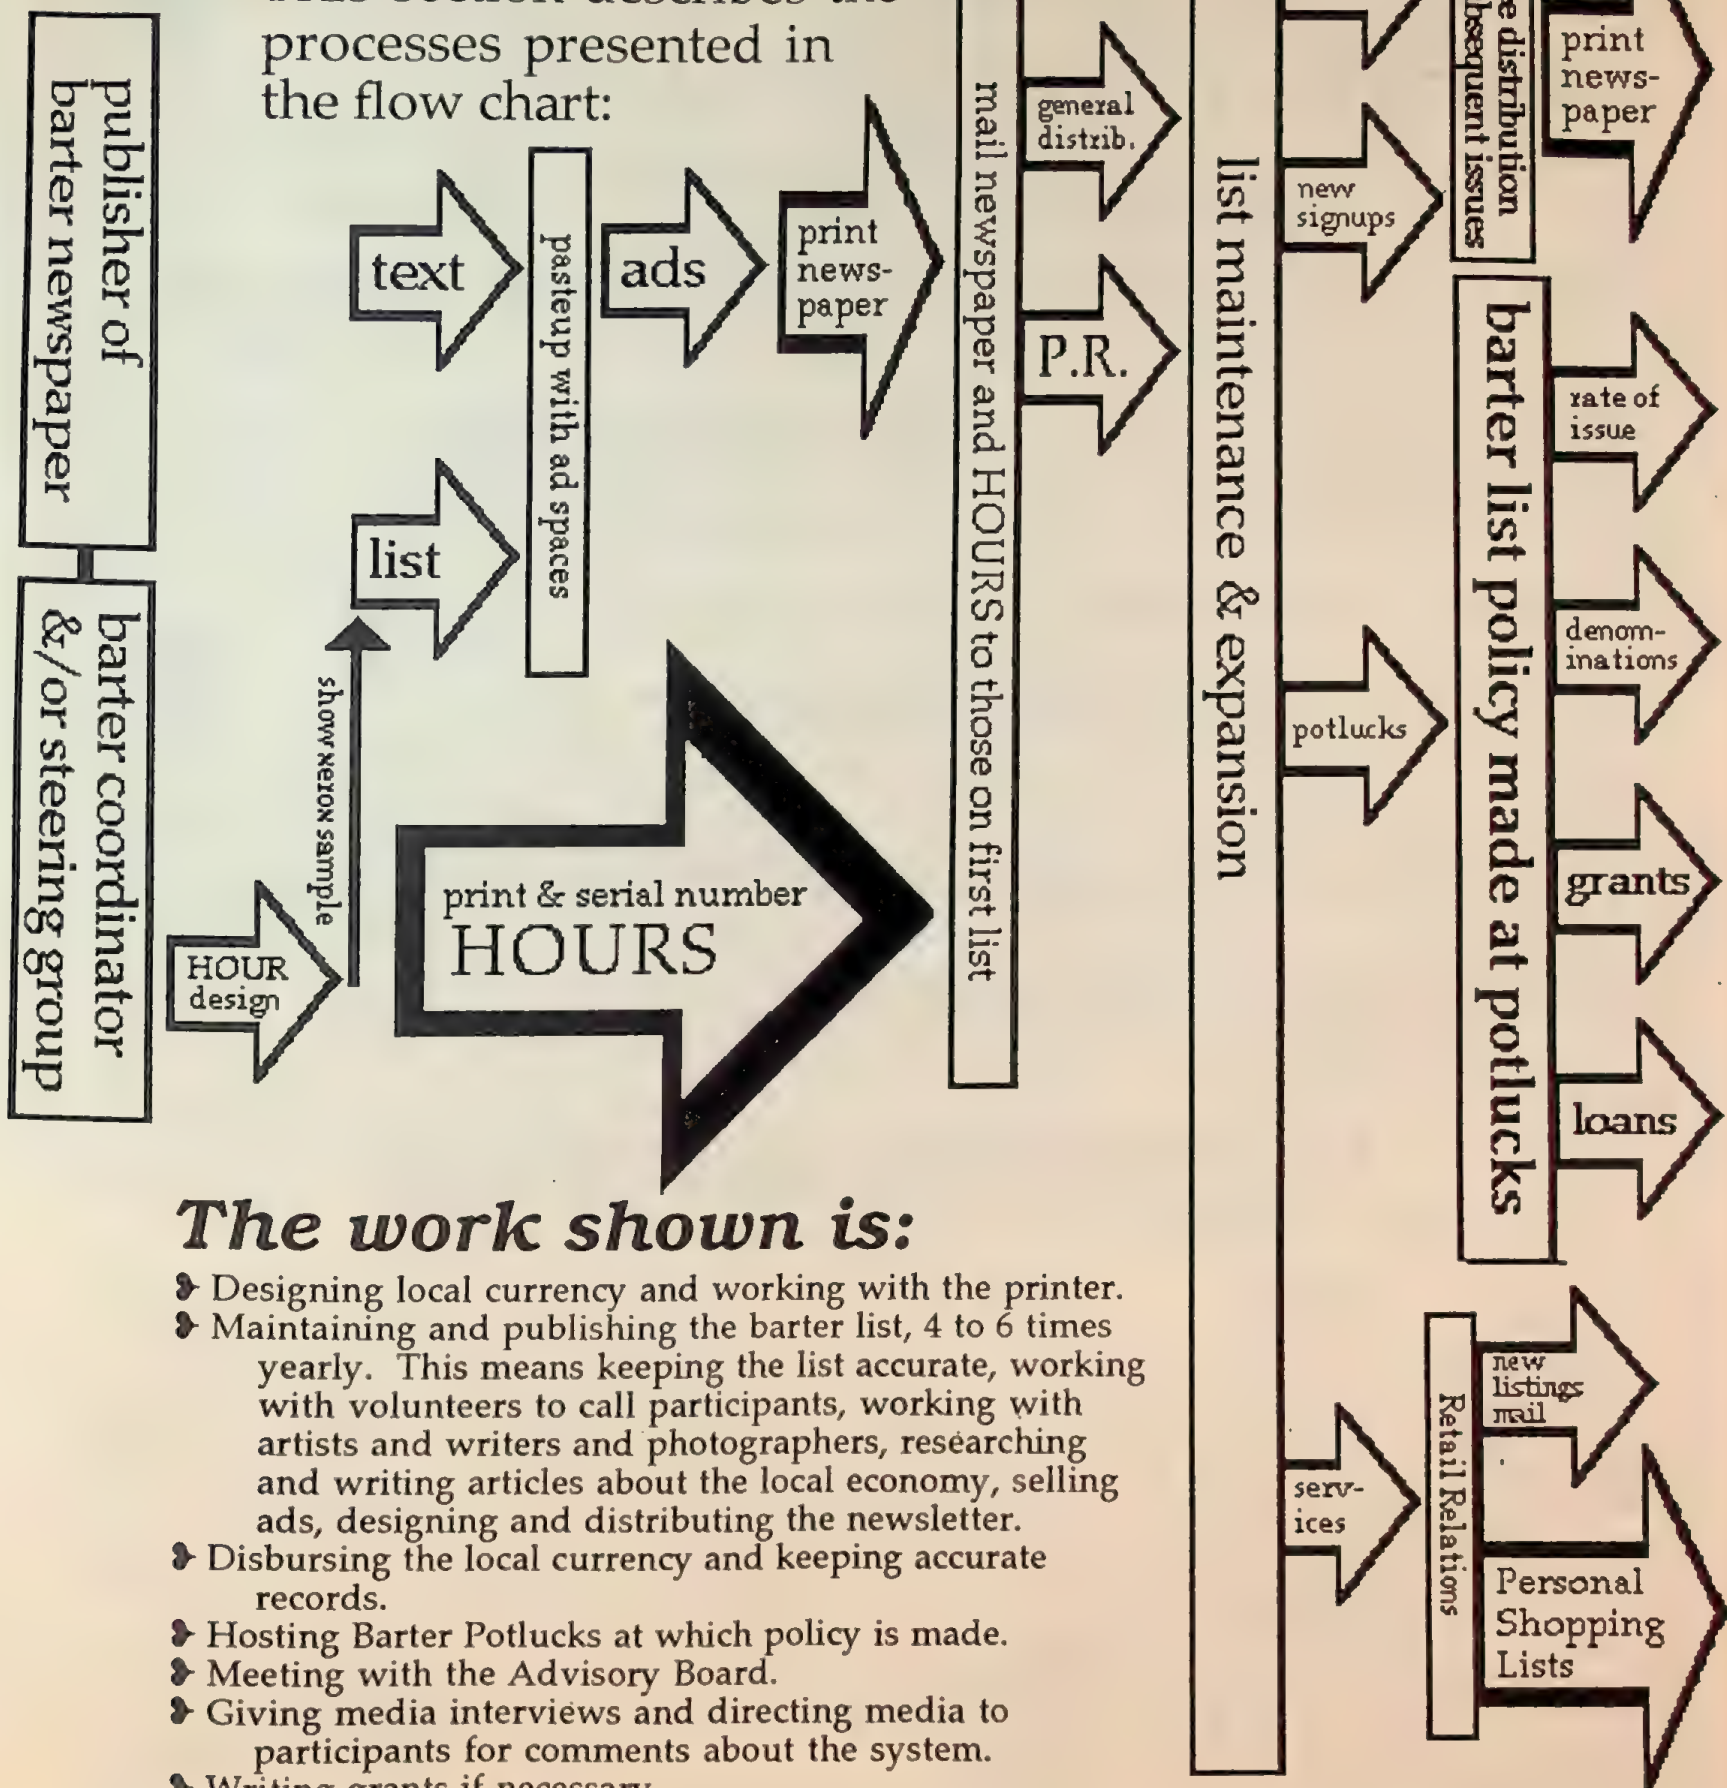 processes presented in
the flow chart:
publisher of
barter newspaper
barter coordinator
&/or steering group
HOUR
design
show xerox sample
text
list
pasteup with ad spaces
ads
print
news-
paper
print & serial number
HOURS
mail newspaper and HOURS to those on first list
general
distrib.
P.R.
list maintenance & expansion
new
signups
potlucks
serv-
ices
distribution
issues
print
news-
paper
barter list policy made at potlucks
rate of
issue
denom-
inations
grants
loans
Retail Relations
new
listings
mail
Personal
Shopping
Lists
The work shown is:
❥ Designing local currency and working with the printer.
❥ Maintaining and publishing the barter list, 4 to 6 times
yearly. This means keeping the list accurate, working
with volunteers to call participants, working with
artists and writers and photographers, researching
and writing articles about the local economy, selling
ads, designing and distributing the newsletter.
❥ Disbursing the local currency and keeping accurate
records.
❥ Hosting Barter Potlucks at which policy is made.
❥ Meeting with the Advisory Board.
❥ Giving media interviews and directing media to
participants for comments about the system.
❥ Writing grants if necessary